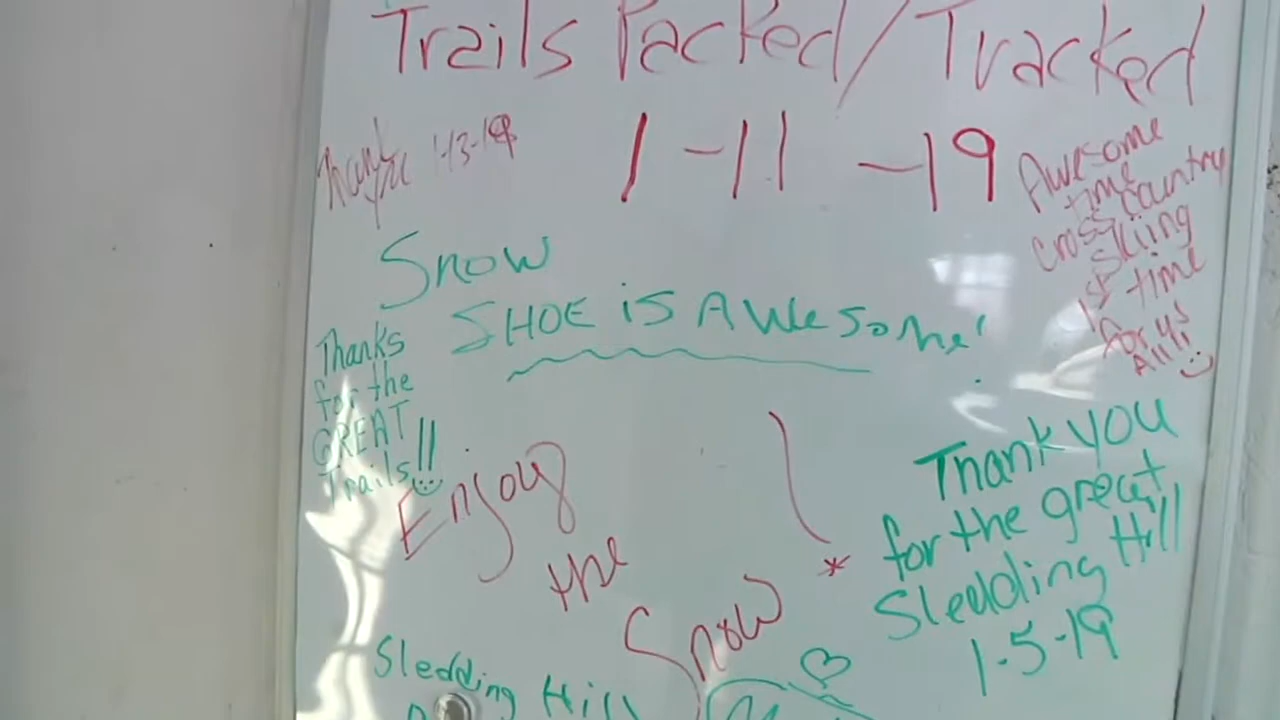 Trails Packed/Tracked
1-11-19
Thank
you 1-13-19
Awesome
time
cross country
skiing
1st time
for us
All!!
Snow
SHOE is AWesome!
Thanks
for the
GREAT
Trails!!
Enjoy
the
Snow
Thank you
for the great
Sledding Hill
1-5-19
Sledding Hill